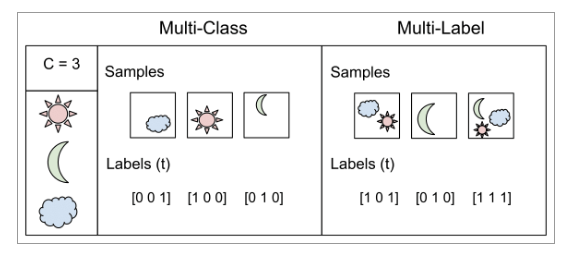 Multi-Class
Multi-Label
C = 3
Samples
Samples
Labels (t)
Labels (t)
[0 0 1] [1 0 0] [0 1 0]
[1 0 1] [0 1 0] [1 1 1]